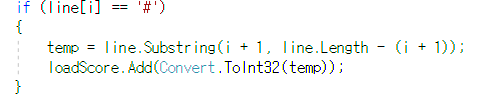 if (line[i] == '#')
{
temp = line.Substring(i + 1, line.Length - (i + 1));
loadScore.Add(Convert.ToInt32(temp));
}